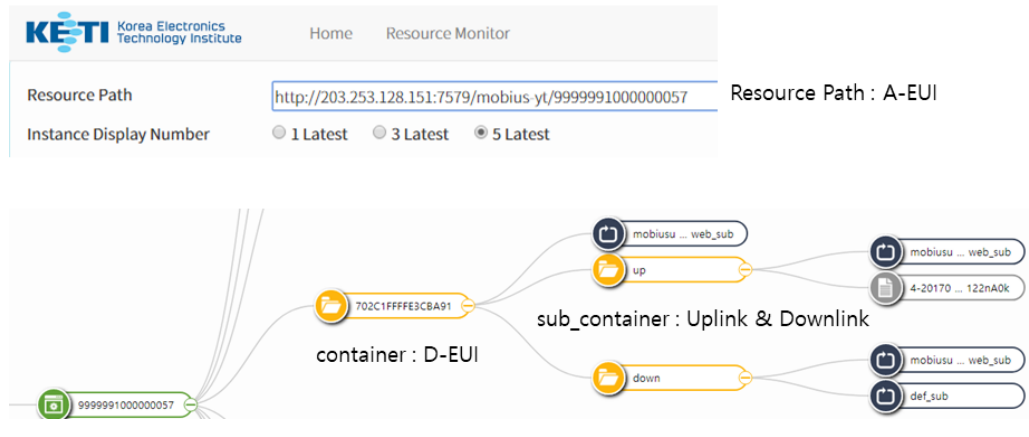 KETI Korea Electronics
Technology Institute
Home Resource Monitor
Resource Path http://203.253.128.151:7579/mobius-yt/9999991000000057 Resource Path : A-EUI
Instance Display Number 1 Latest 3 Latest 5 Latest
mobiusu ... web_sub
mobiusu ... web_sub
up
4-20170 ... 122nA0k
702C1FFFFE3CBA91
sub_container : Uplink & Downlink
container : D-EUI
mobiusu ... web_sub
down
def_sub
9999991000000057